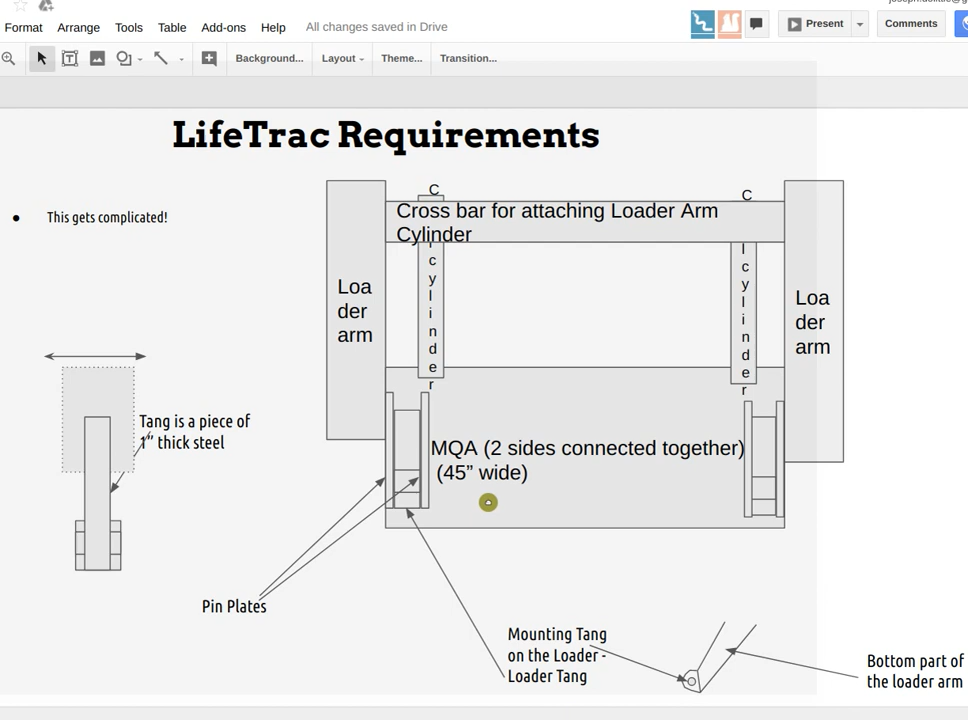 Format Arrange Tools Table Add-ons Help All changes saved in Drive
Present Comments
Background... Layout Theme... Transition...
LifeTrac Requirements
This gets complicated!
C
C
Cross bar for attaching Loader Arm
Cylinder
l
c
y
l
i
n
d
e
r
l
c
y
l
i
n
d
e
r
Loa
der
arm
Loa
der
arm
Tang is a piece of
1” thick steel
MQA (2 sides connected together)
(45” wide)
Pin Plates
Mounting Tang
on the Loader -
Loader Tang
Bottom part of
the loader arm